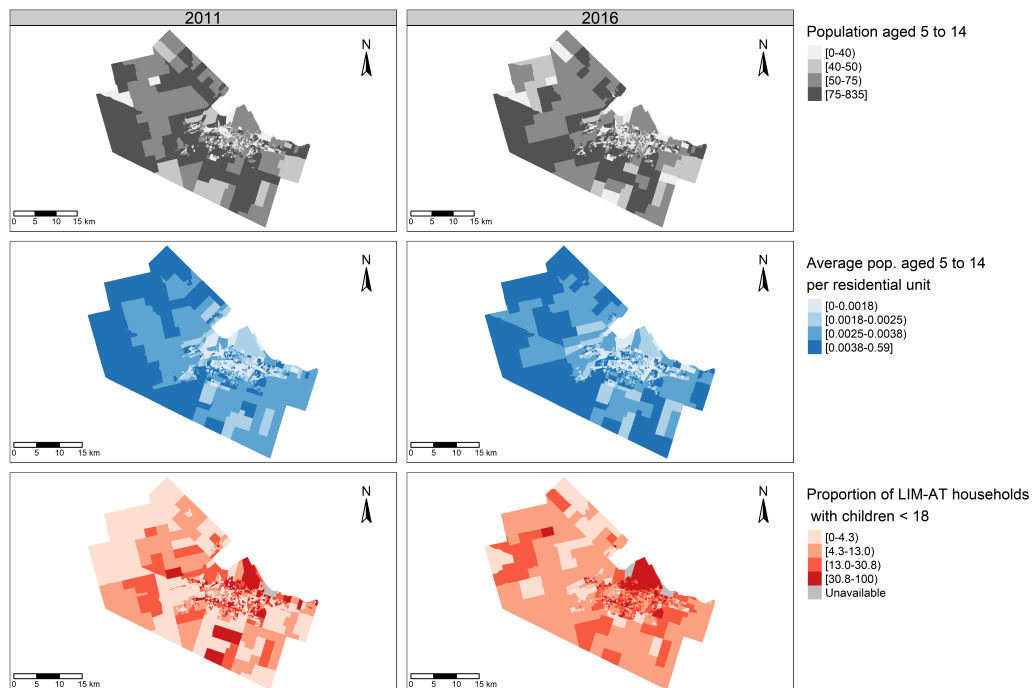 2011
2016
N
0 5 10 15 km
N
0 5 10 15 km
Population aged 5 to 14
[0-40)
[40-50)
[50-75)
[75-835]
N
0 5 10 15 km
N
0 5 10 15 km
Average pop. aged 5 to 14
per residential unit
[0-0.0018)
[0.0018-0.0025)
[0.0025-0.0038)
[0.0038-0.59]
N
0 5 10 15 km
N
0 5 10 15 km
Proportion of LIM-AT households
with children < 18
[0-4.3)
[4.3-13.0)
[13.0-30.8)
[30.8-100)
Unavailable